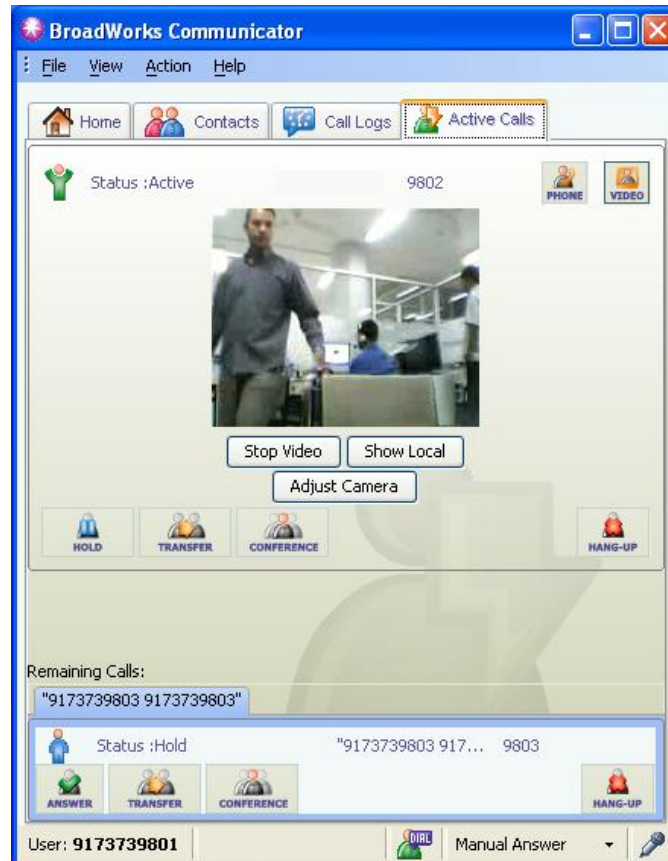 BroadWorks Communicator
File View Action Help
Home Contacts Call Logs Active Calls
Status :Active 9802 PHONE VIDEO
Stop Video Show Local
Adjust Camera
HOLD TRANSFER CONFERENCE HANG-UP
Remaining Calls:
"9173739803 9173739803"
Status :Hold "9173739803 917... 9803
ANSWER TRANSFER CONFERENCE HANG-UP
User: 9173739801 DIAL Manual Answer